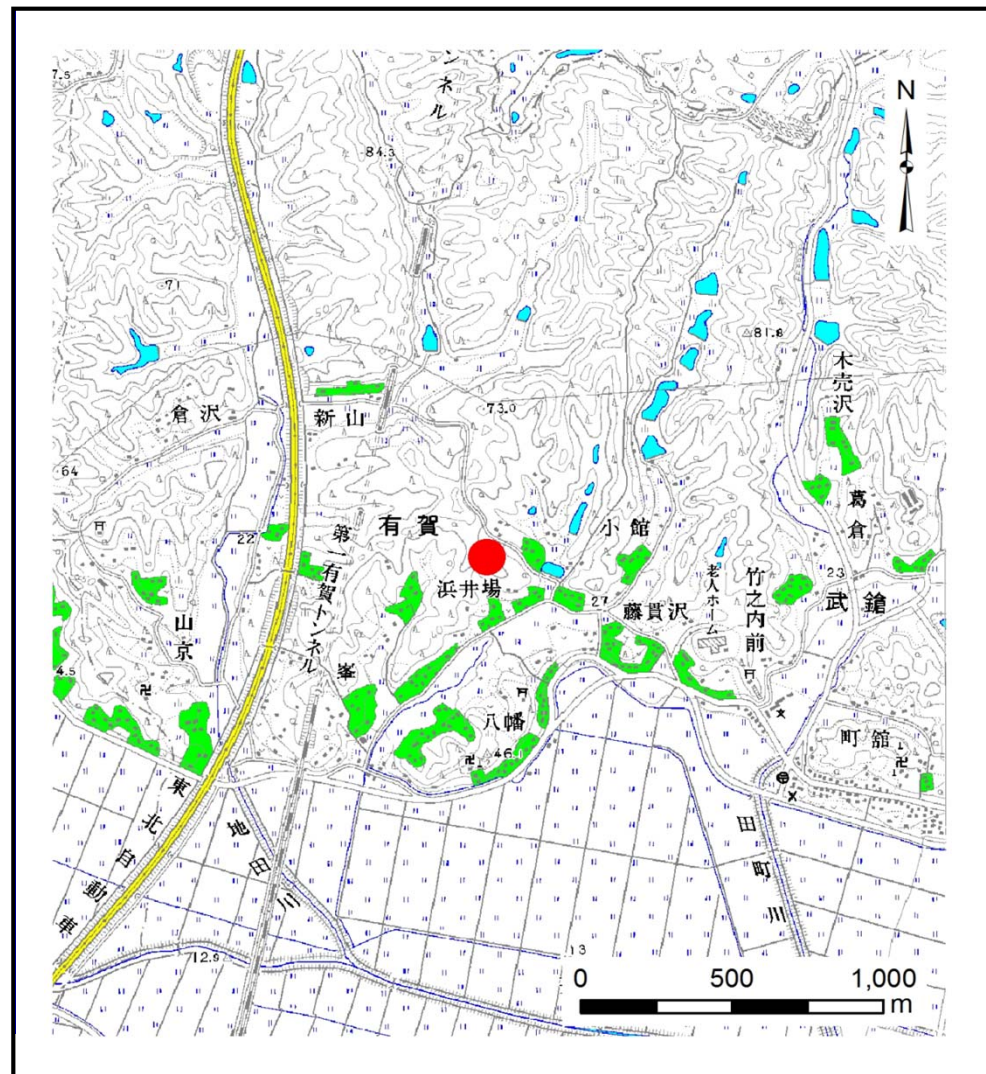 7.5
ンネル
N
84.3
71
81.8
木売沢
倉沢
新山
73.0
64
葛倉
有賀
小館
22
第一有賀トンネル
浜井場
老人ホーム
竹之内前
23
武鎗
27
藤貫沢
山京
峯
4.5
八幡
町舘
46.1
東北自動車
地田川
田町川
12.9
13
0 500 1,000
m